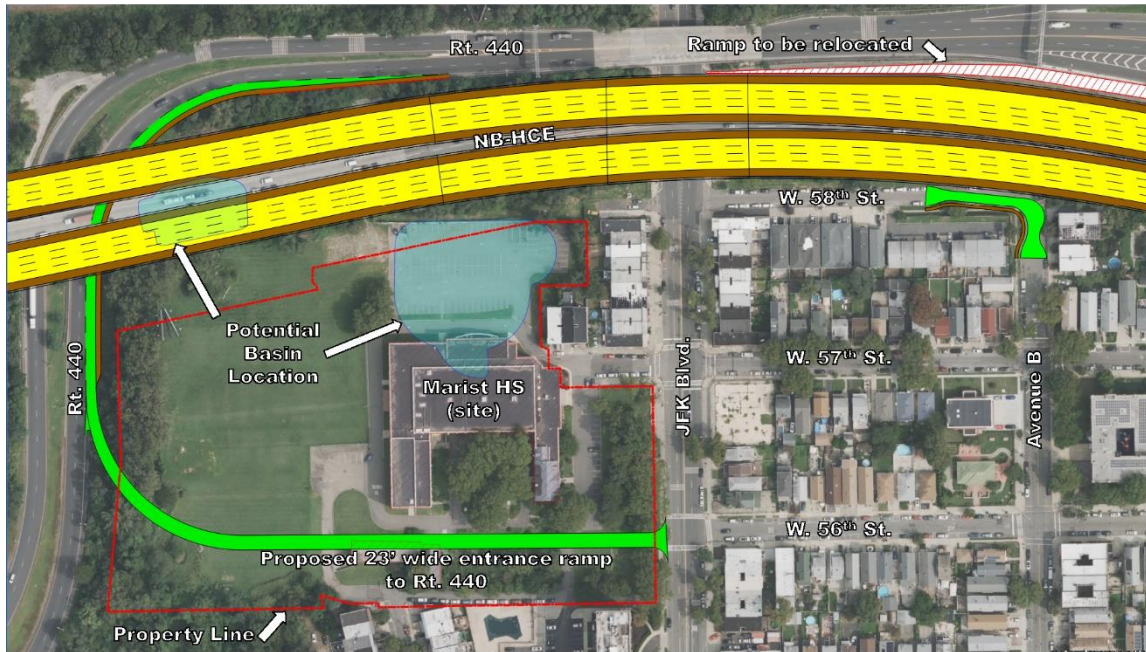 Rt. 440
Ramp to be relocated
NB-HCE
W. 58th St.
Potential
Basin
Location
Rt. 440
Marist HS
(site)
JFK Blvd.
W. 57th St.
Avenue B
W. 56th St.
Proposed 23' wide entrance ramp
to Rt. 440
Property Line